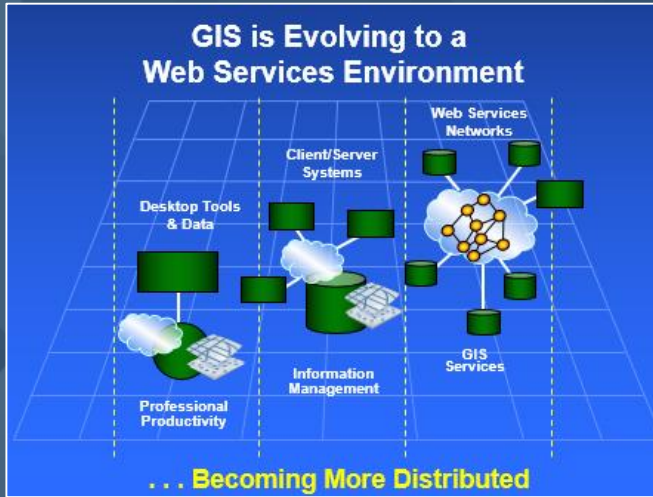 GIS is Evolving to a
Web Services Environment
Web Services
Networks
Client/Server
Systems
Desktop Tools
& Data
GIS
Services
Information
Management
Professional
Productivity
. . . Becoming More Distributed